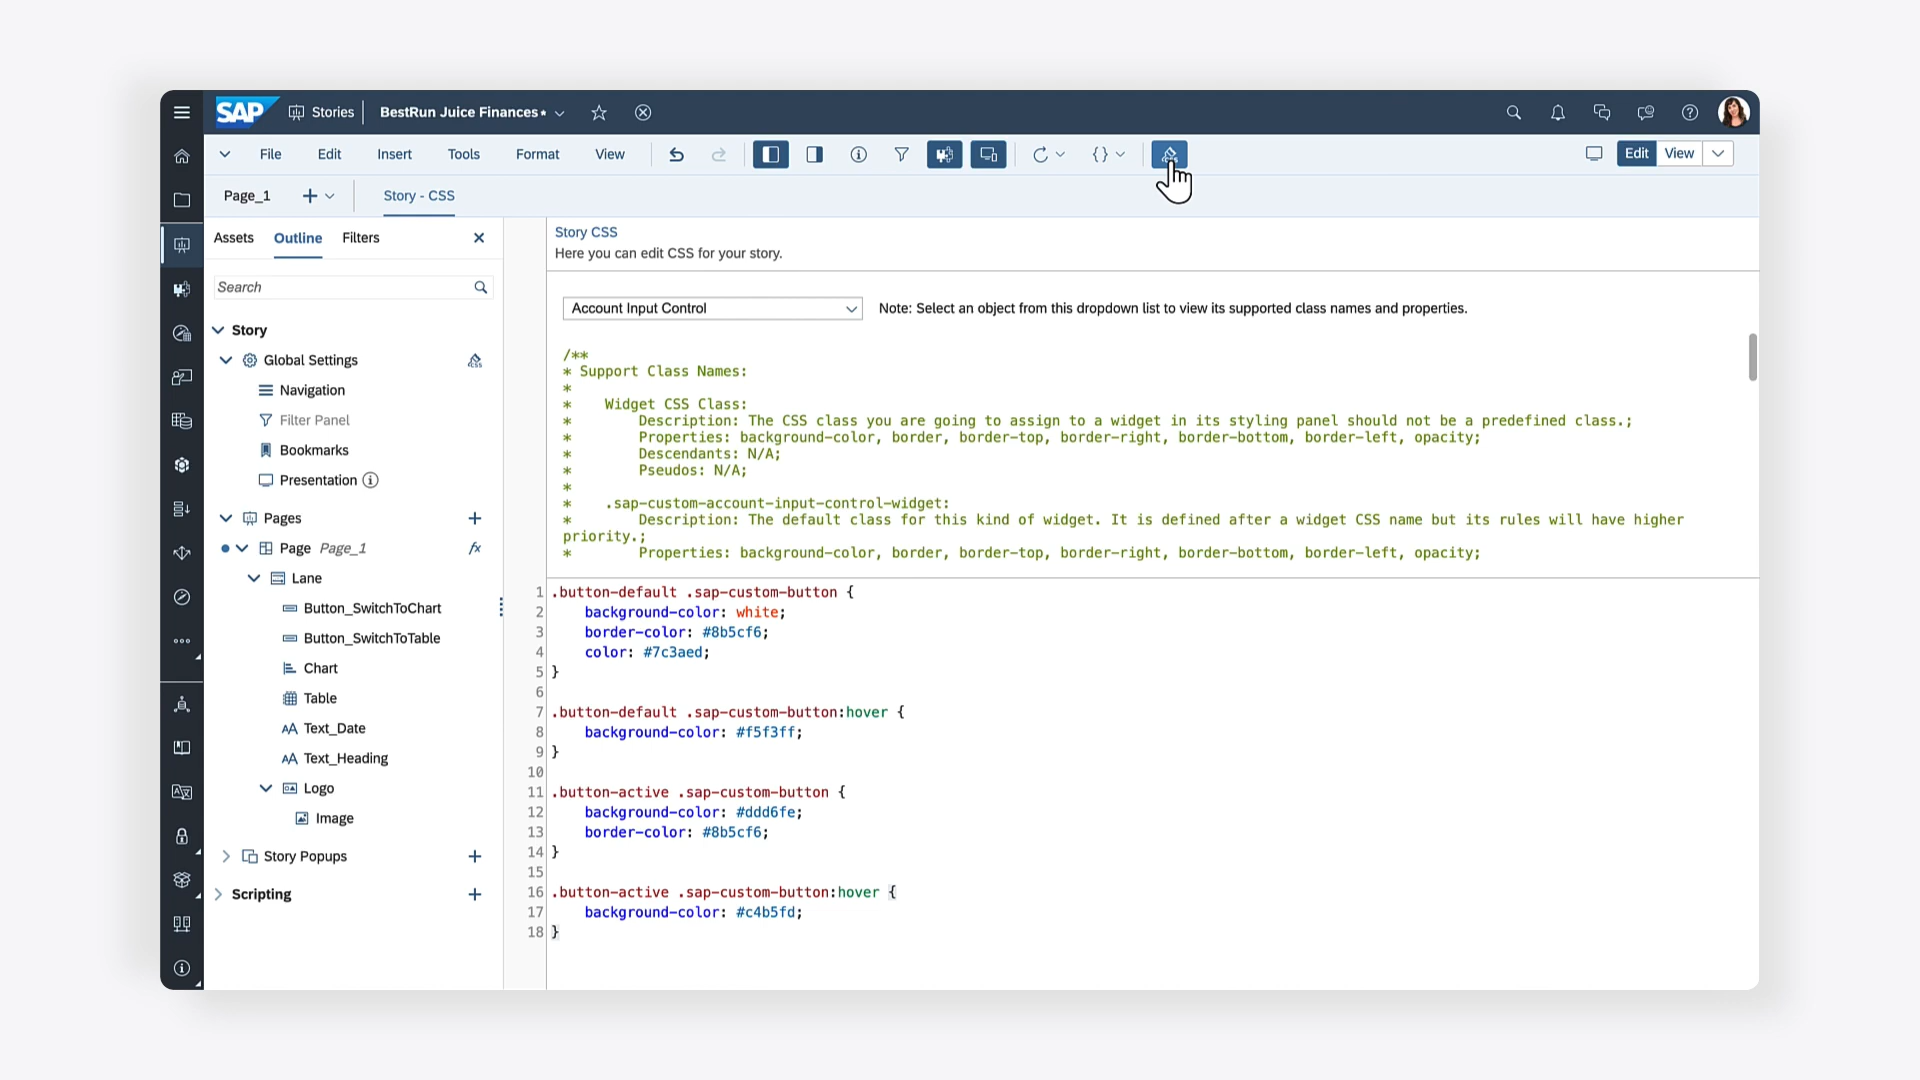 SAP Stories BestRun Juice Finances*
File Edit Insert Tools Format View {} Edit View
Page_1 Story - CSS
Assets Outline Filters
Search
Story
Global Settings
Navigation
Filter Panel
Bookmarks
Presentation
Pages
Page Page_1 fx
Lane
Button_SwitchToChart
Button_SwitchToTable
Chart
Table
AA Text_Date
AA Text_Heading
Logo
Image
Story Popups
Scripting
Story CSS
Here you can edit CSS for your story.
Account Input Control Note: Select an object from this dropdown list to view its supported class names and properties.
/**
* Support Class Names:
*
* Widget CSS Class:
* Description: The CSS class you are going to assign to a widget in its styling panel should not be a predefined class.;
* Properties: background-color, border, border-top, border-right, border-bottom, border-left, opacity;
* Descendants: N/A;
* Pseudos: N/A;
*
* .sap-custom-account-input-control-widget:
* Description: The default class for this kind of widget. It is defined after a widget CSS name but its rules will have higher
priority.;
* Properties: background-color, border, border-top, border-right, border-bottom, border-left, opacity;
1 .button-default .sap-custom-button {
2 background-color: white;
3 border-color: #8b5cf6;
4 color: #7c3aed;
5 }
6
7 .button-default .sap-custom-button:hover {
8 background-color: #f5f3ff;
9 }
10
11 .button-active .sap-custom-button {
12 background-color: #ddd6fe;
13 border-color: #8b5cf6;
14 }
15
16 .button-active .sap-custom-button:hover {
17 background-color: #c4b5fd;
18 }